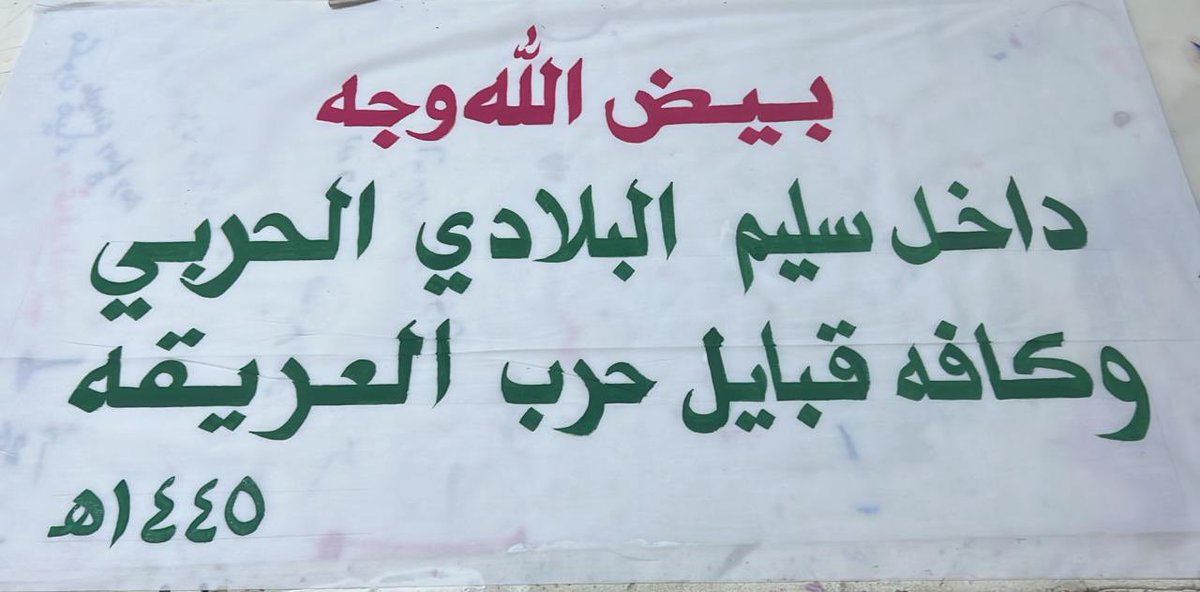 بيض الله وجه
داخل سليم البلادي الحربي
وكافه قبايل حرب العريقه
١٤٤٥هـ